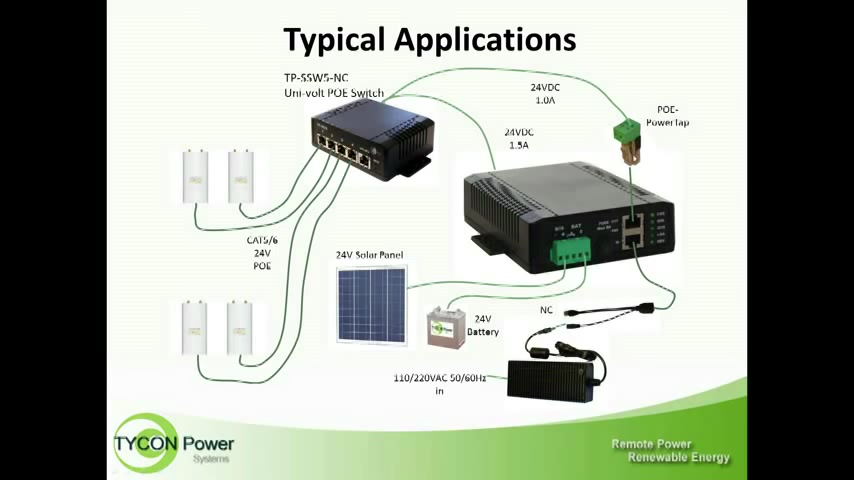 Typical Applications
TP-SSW5-NC
Uni-volt POE Switch
24VDC
1.0A
POE-
PowerTap
24VDC
1.5A
CAT5/6
24V
POE
24V Solar Panel
BAT
24V
Battery
NC
110/220VAC 50/60Hz
in
TYCON Power
Systems
Remote Power
Renewable Energy